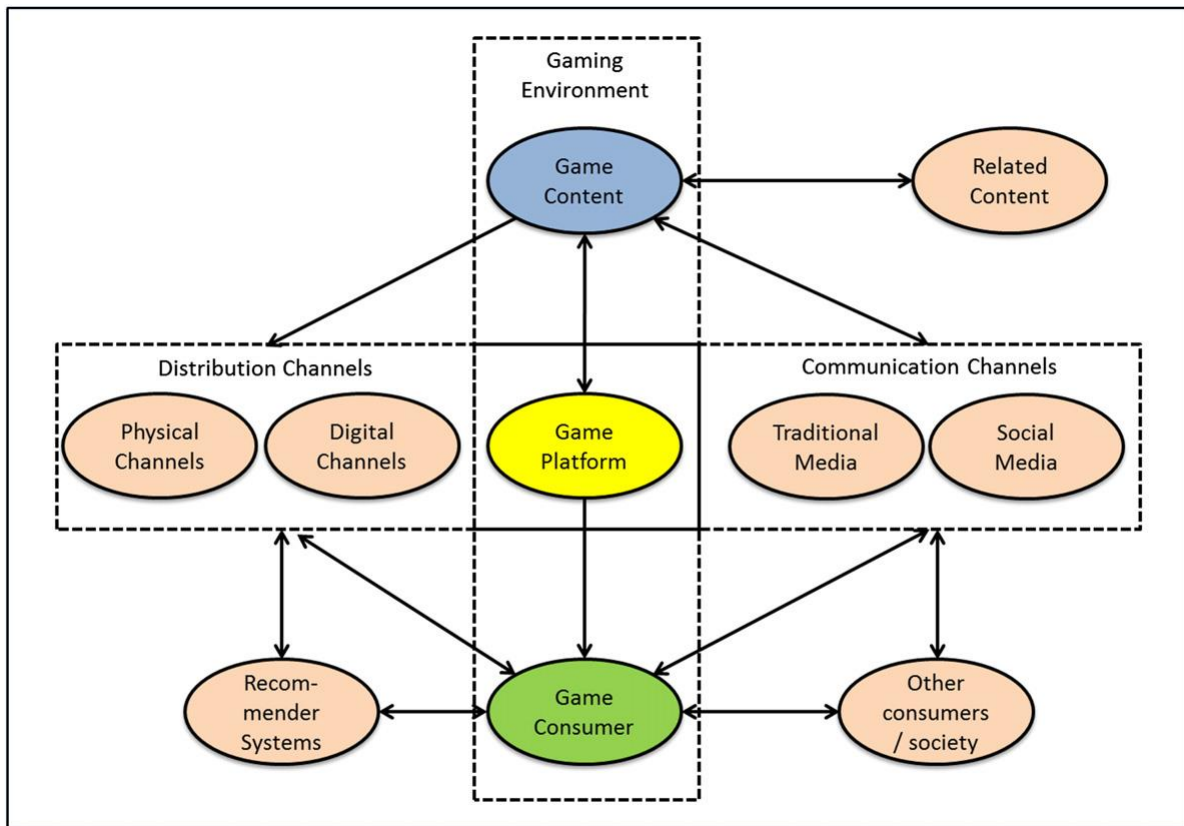 Gaming
Environment
Game
Content
Related
Content
Distribution Channels
Communication Channels
Physical
Channels
Digital
Channels
Game
Platform
Traditional
Media
Social
Media
Recom-
mender
Systems
Game
Consumer
Other
consumers
/ society